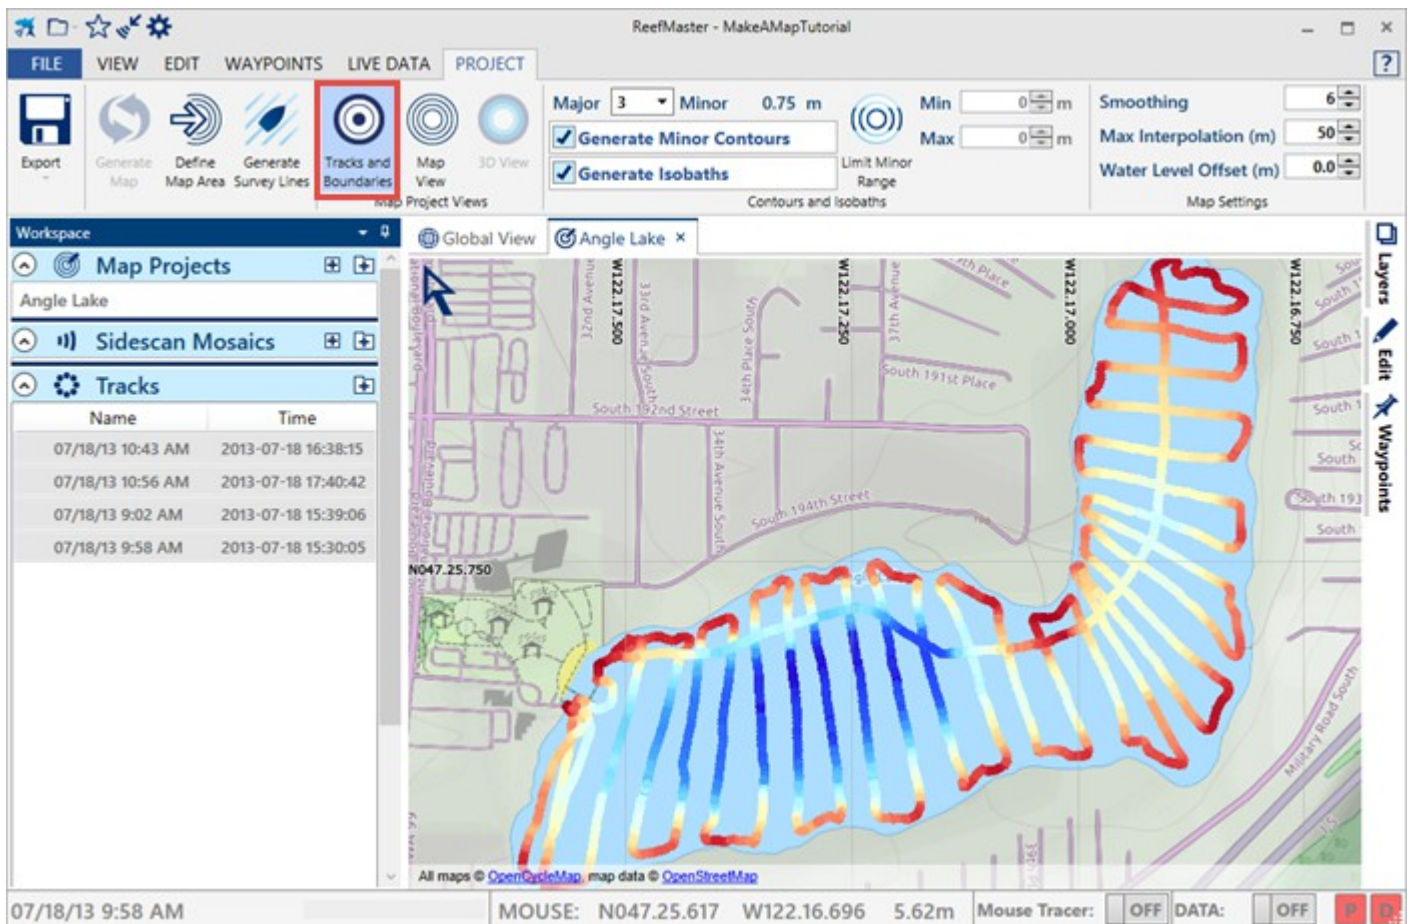 ReefMaster - MakeAMapTutorial
FILE VIEW EDIT WAYPOINTS LIVE DATA PROJECT
?
Export
Generate Map
Define Map Area
Generate Survey Lines
Tracks and Boundaries
Map View
3D View
Map Project Views
Major 3 Minor 0.75 m
Generate Minor Contours
Generate Isobaths
Limit Minor Range
Min 0 m
Max 0 m
Contours and Isobaths
Smoothing 6
Max Interpolation (m) 50
Water Level Offset (m) 0.0
Map Settings
Workspace
Map Projects
Angle Lake
Sidescan Mosaics
Tracks
Name Time
07/18/13 10:43 AM 2013-07-18 16:38:15
07/18/13 10:56 AM 2013-07-18 17:40:42
07/18/13 9:02 AM 2013-07-18 15:39:06
07/18/13 9:58 AM 2013-07-18 15:30:05
Global View
Angle Lake ×
W122.17.500
W122.17.250
W122.17.000
W122.16.750
32nd Avenue
33rd Avenue South
34th Place South
37th Avenue
South 191st Place
South 192nd Street
34th Avenue South
South 194th Street
N047.25.750
South 193
South
Military Road South
All maps © OpenCycleMap, map data © OpenStreetMap
Layers
Edit
Waypoints
07/18/13 9:58 AM
MOUSE: N047.25.617 W122.16.696 5.62m
Mouse Tracer: OFF
DATA: OFF
P D